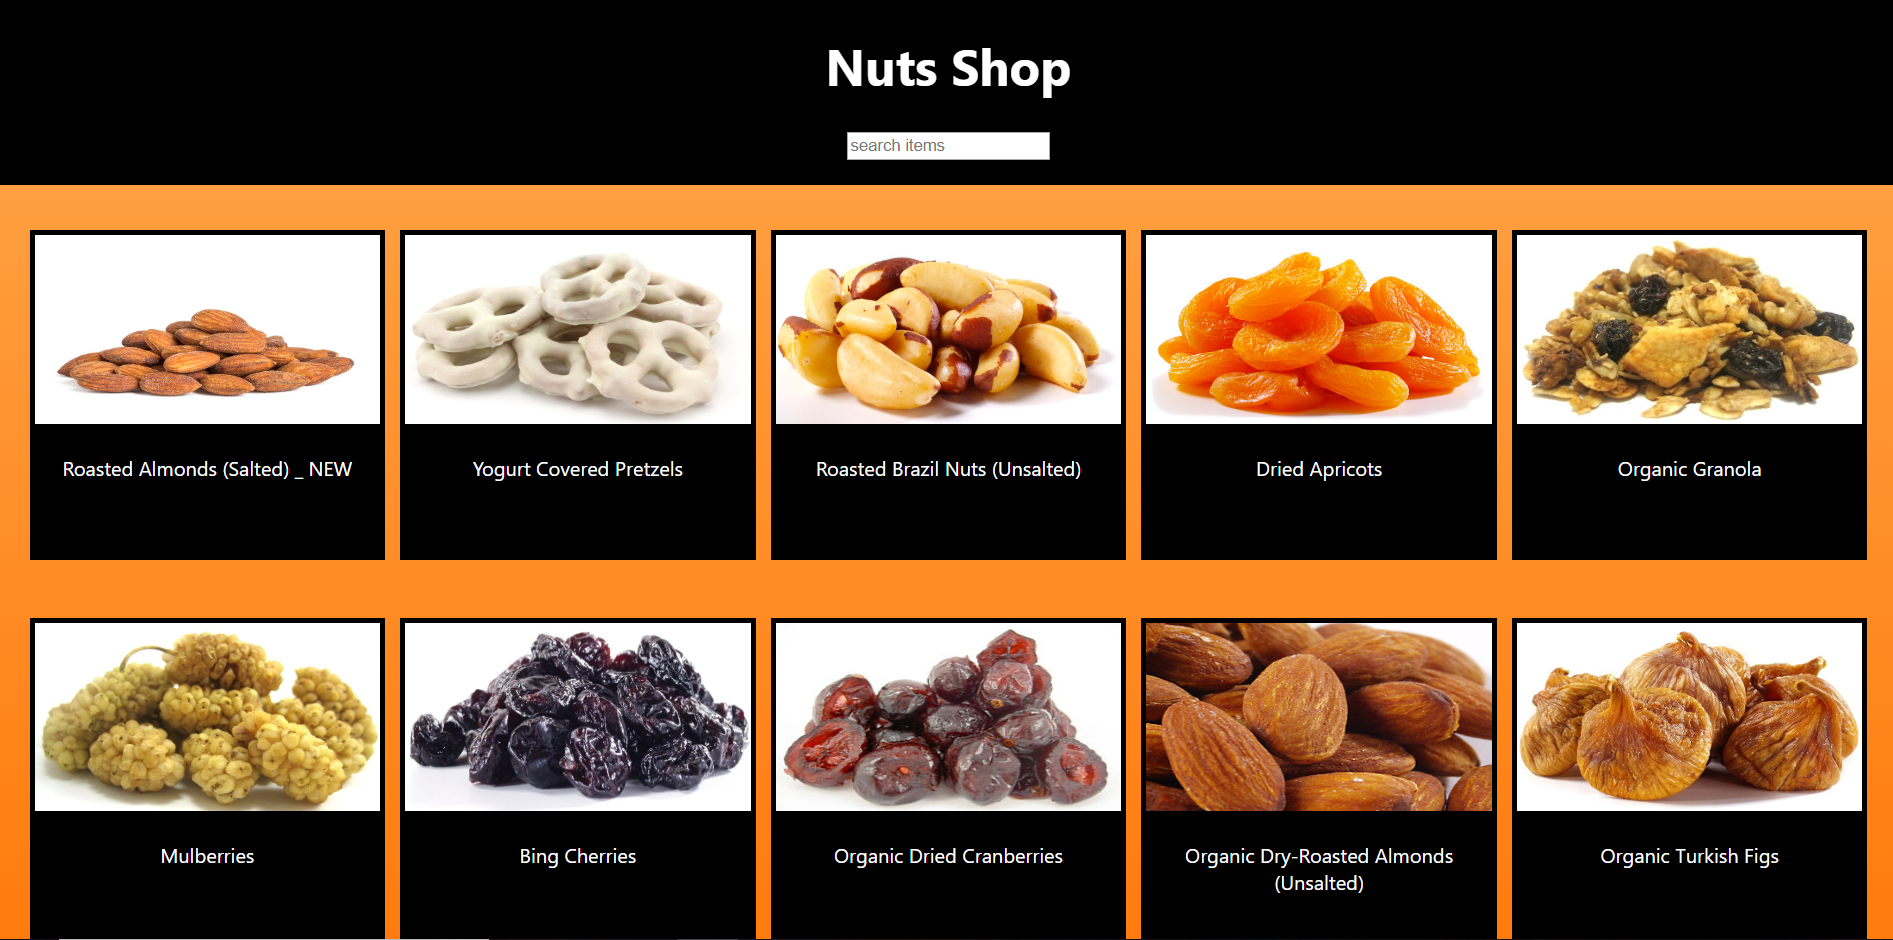 Nuts Shop
search items
Roasted Almonds (Salted) _ NEW
Yogurt Covered Pretzels
Roasted Brazil Nuts (Unsalted)
Dried Apricots
Organic Granola
Mulberries
Bing Cherries
Organic Dried Cranberries
Organic Dry-Roasted Almonds
(Unsalted)
Organic Turkish Figs